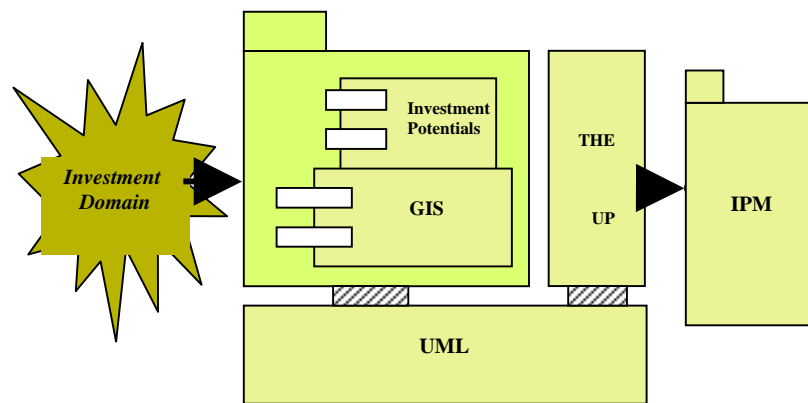 Investment
Domain
Investment
Potentials
GIS
THE
UP
IPM
UML